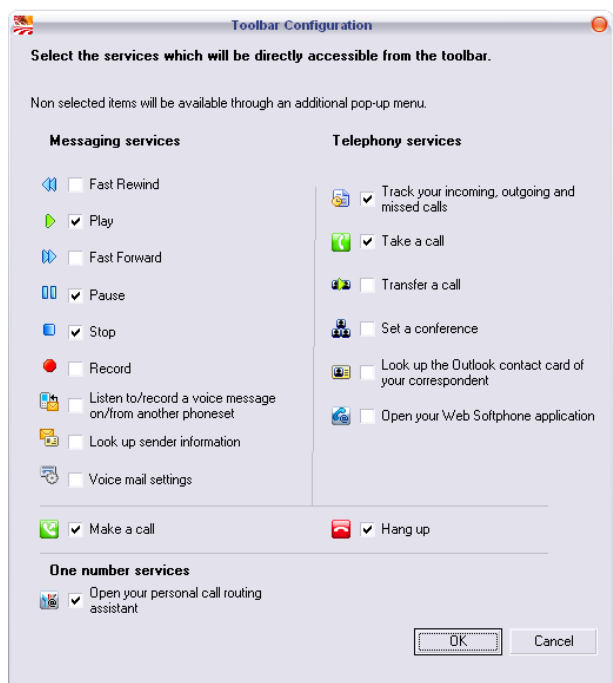 Toolbar Configuration
Select the services which will be directly accessible from the toolbar.
Non selected items will be available through an additional pop-up menu.
Messaging services
Fast Rewind
Play
Fast Forward
Pause
Stop
Record
Listen to/record a voice message
on/from another phoneset
Look up sender information
Voice mail settings
Telephony services
Track your incoming, outgoing and
missed calls
Take a call
Transfer a call
Set a conference
Look up the Outlook contact card of
your correspondent
Open your Web Softphone application
Make a call
Hang up
One number services
Open your personal call routing
assistant
OK
Cancel